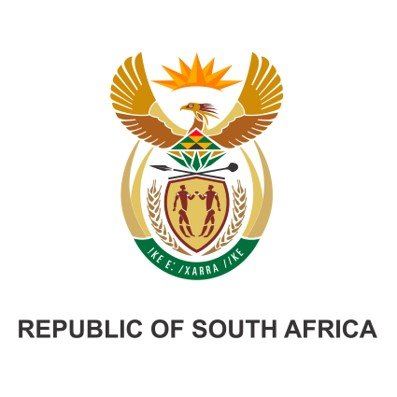 !KE E: /XARRA //KE
REPUBLIC OF SOUTH AFRICA